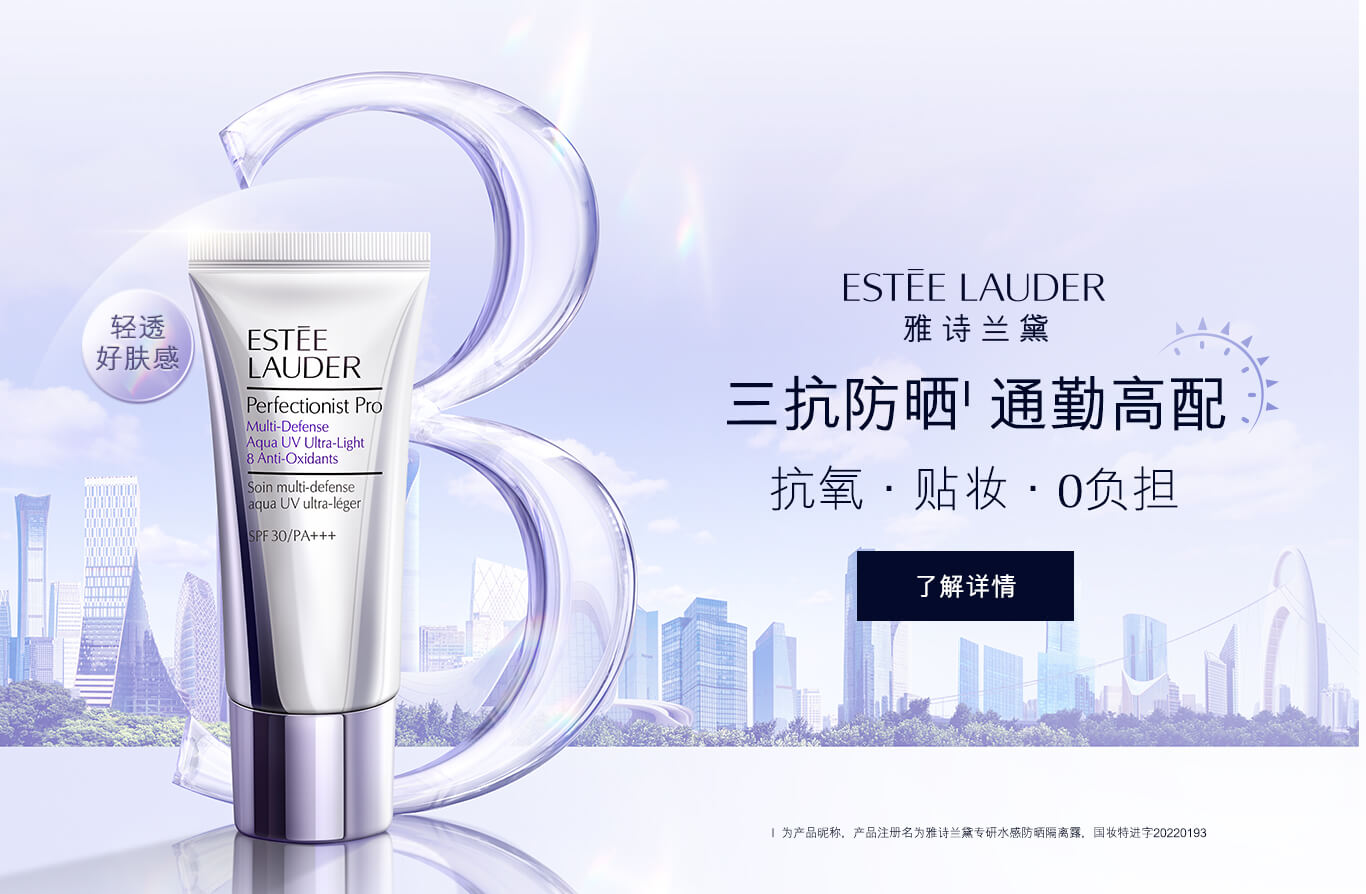 轻透
好肤感
ESTĒE
LAUDER
Perfectionist Pro
Multi-Defense
Aqua UV Ultra-Light
8 Anti-Oxidants
Soin multi-defense
aqua UV ultra-léger
SPF 30/PA+++
ESTĒE LAUDER
雅诗兰黛
三抗防晒I 通勤高配
抗氧·贴妆·0负担
了解详情
I 为产品昵称，产品注册名为雅诗兰黛专研水感防晒隔离露，国妆特进字20220193